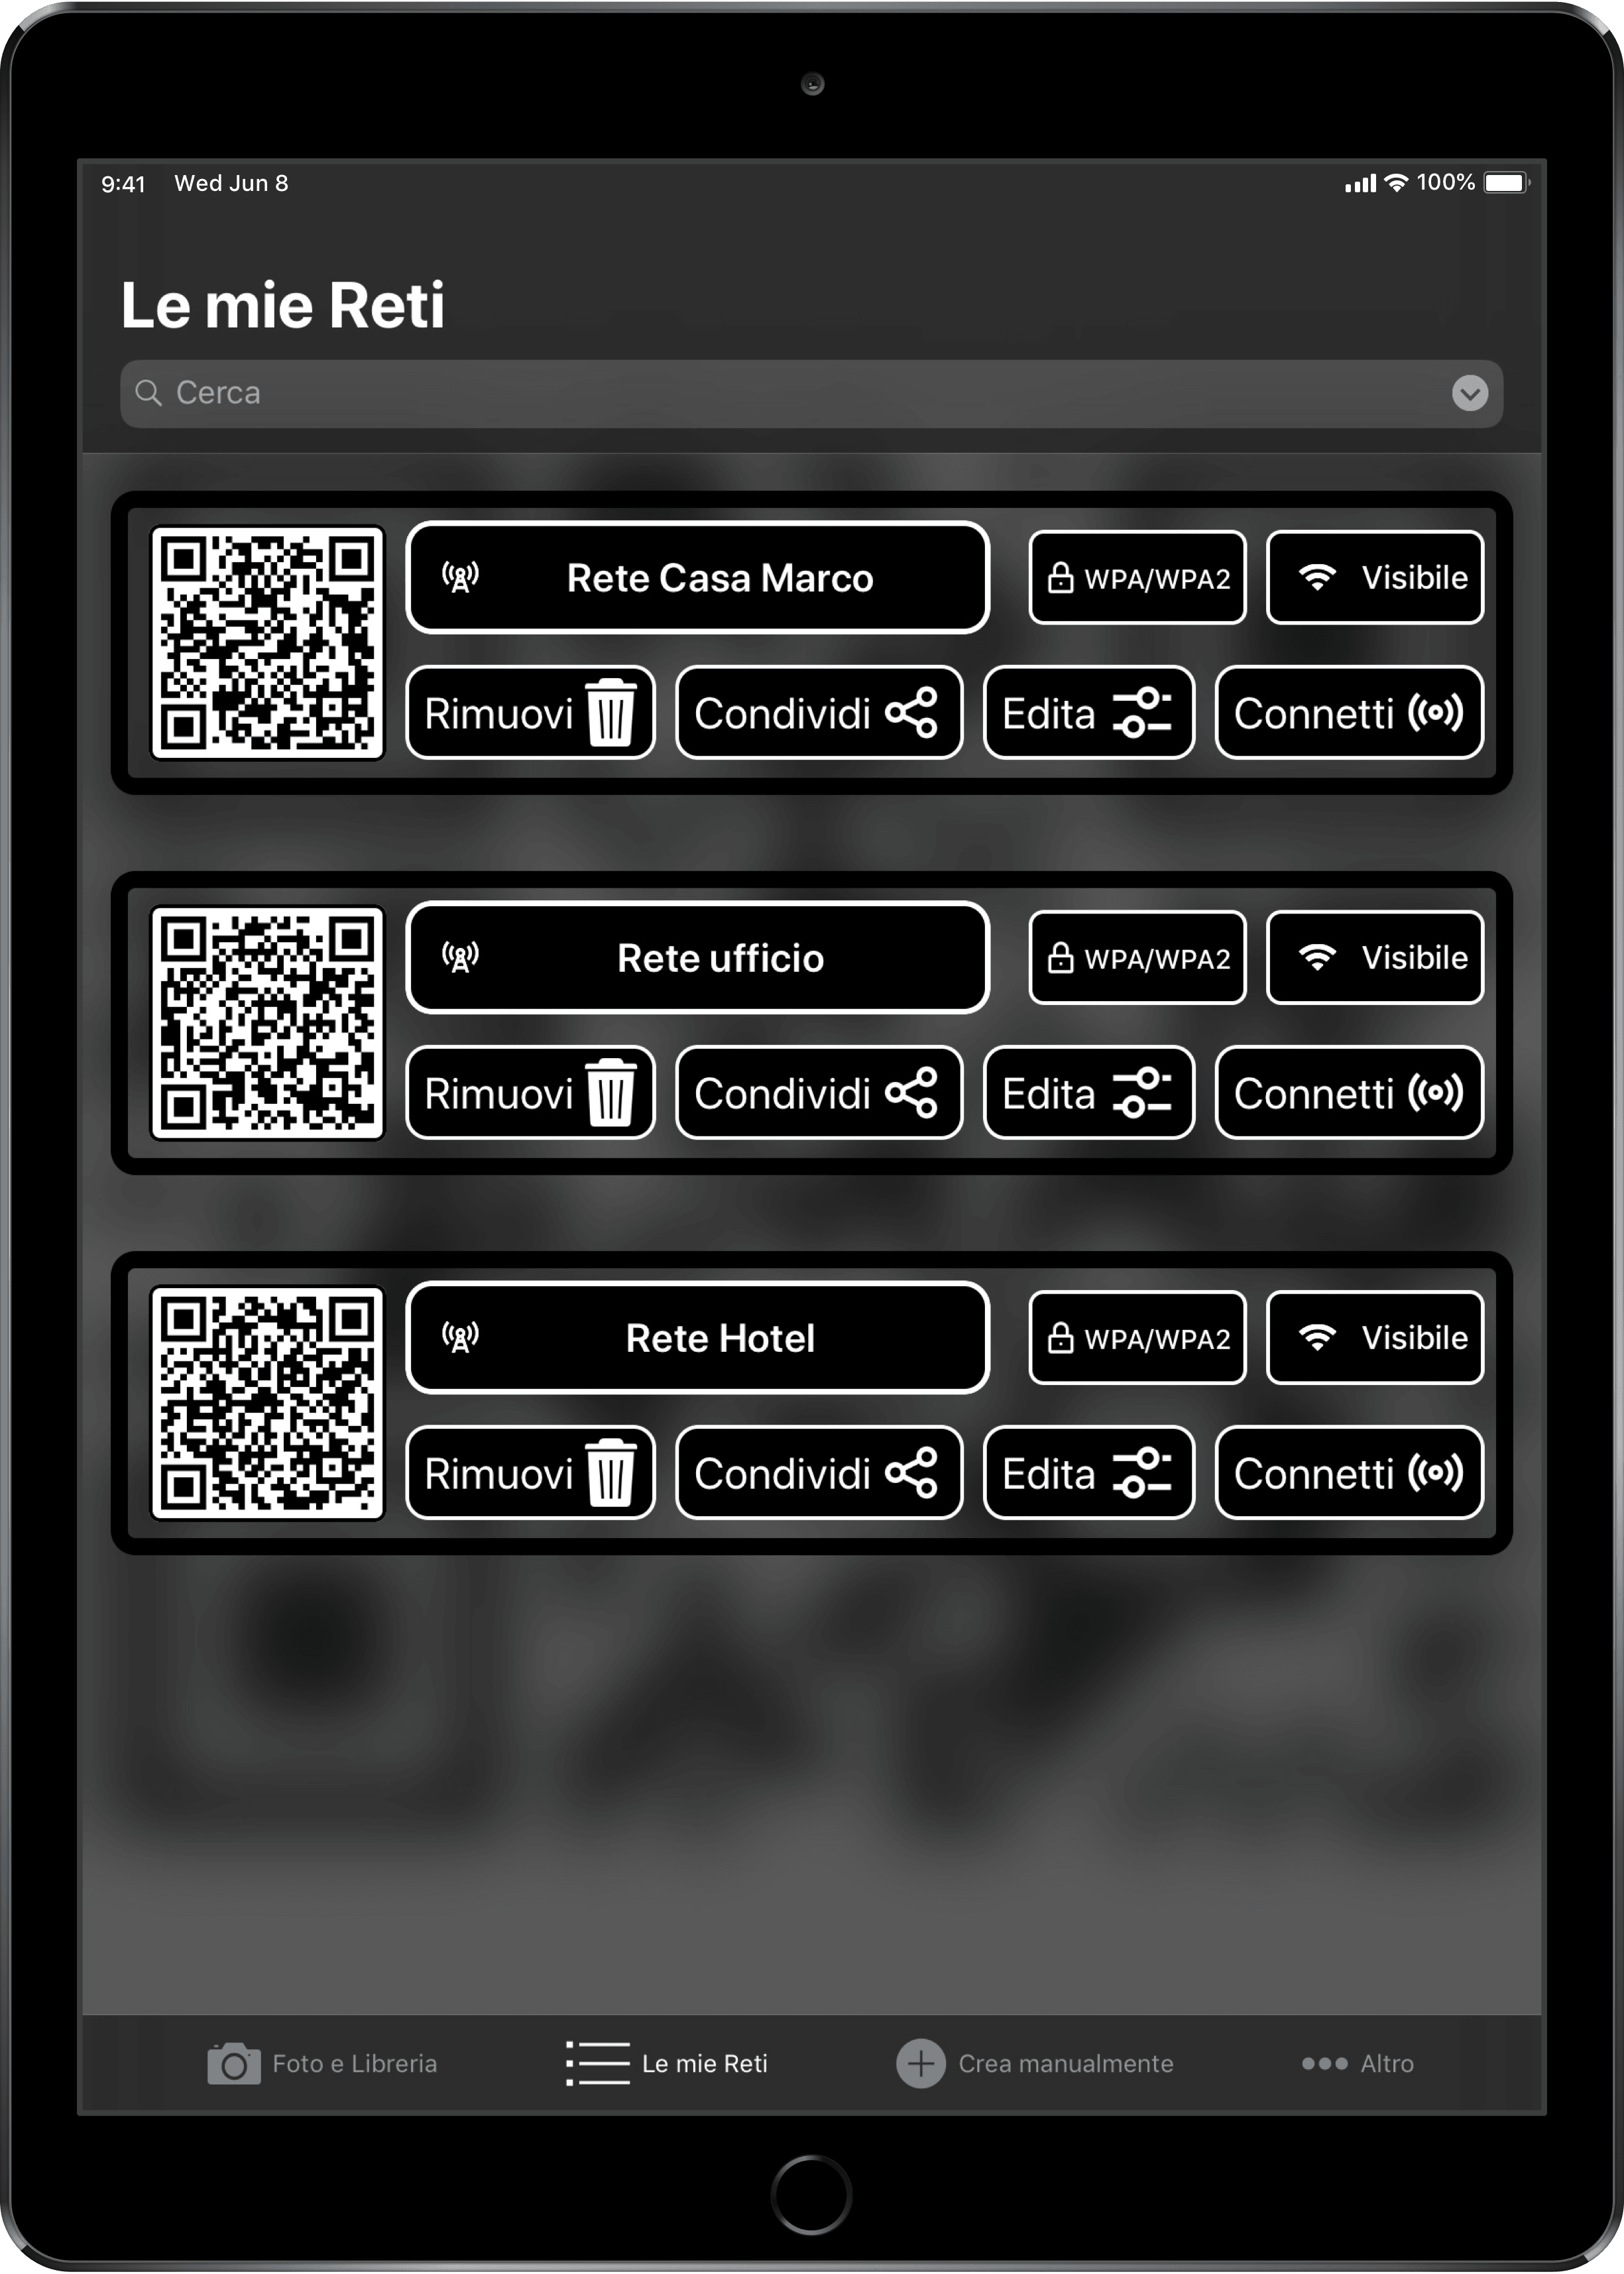 9:41 Wed Jun 8 100%
Le mie Reti
Cerca
Rete Casa Marco WPA/WPA2 Visibile
Rimuovi Condividi Edita Connetti
Rete ufficio WPA/WPA2 Visibile
Rimuovi Condividi Edita Connetti
Rete Hotel WPA/WPA2 Visibile
Rimuovi Condividi Edita Connetti
Foto e Libreria Le mie Reti Crea manualmente Altro